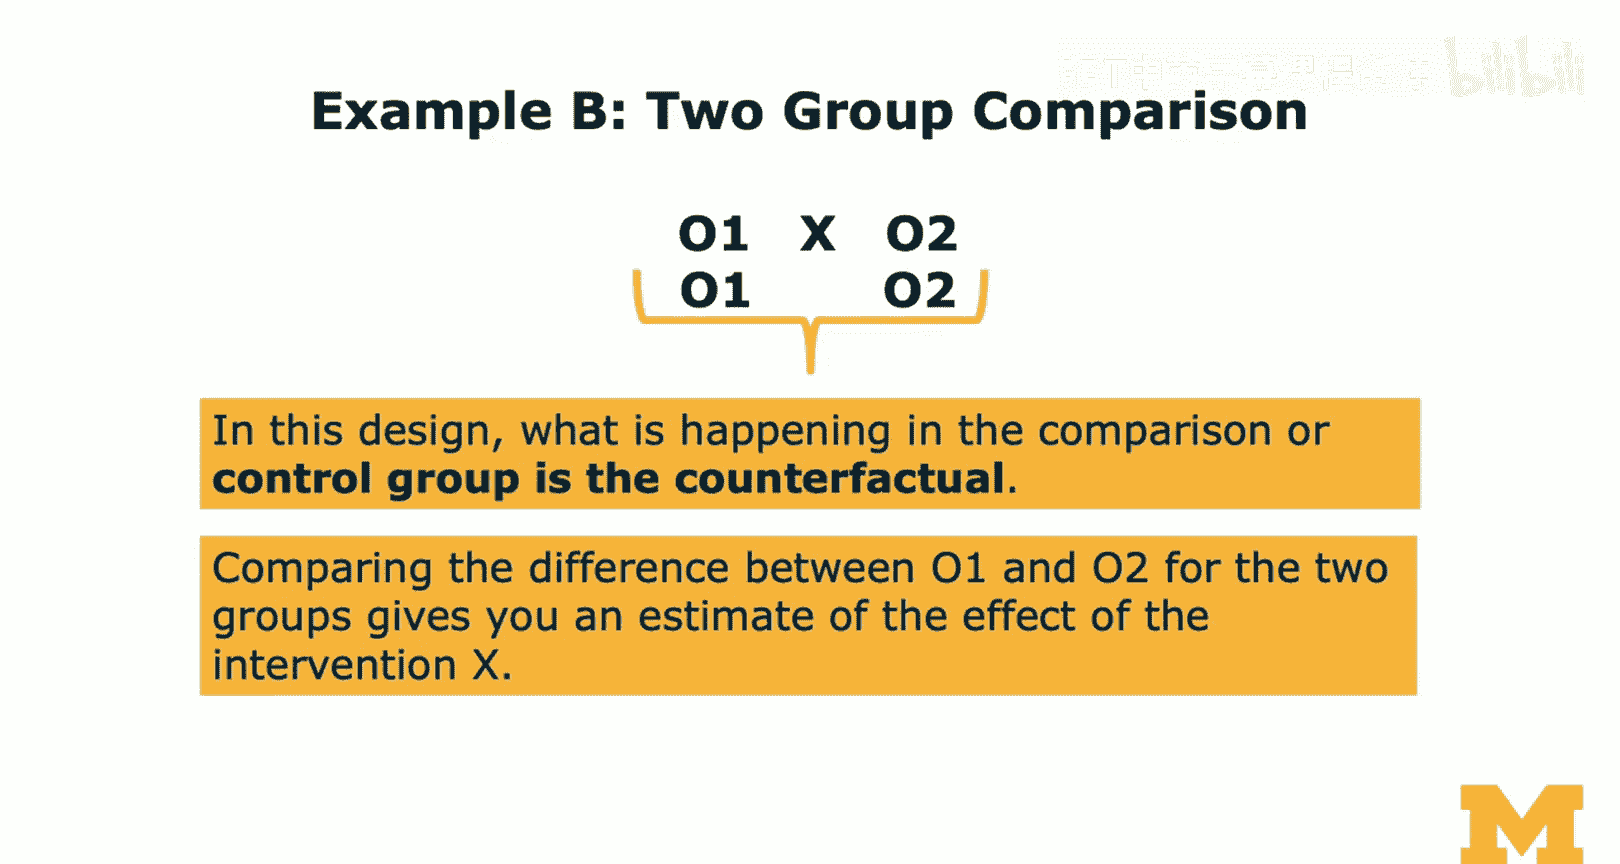 bilibili
Example B: Two Group Comparison
O1 X O2
O1 O2
In this design, what is happening in the comparison or
control group is the counterfactual.
Comparing the difference between O1 and O2 for the two
groups gives you an estimate of the effect of the
intervention X.
M